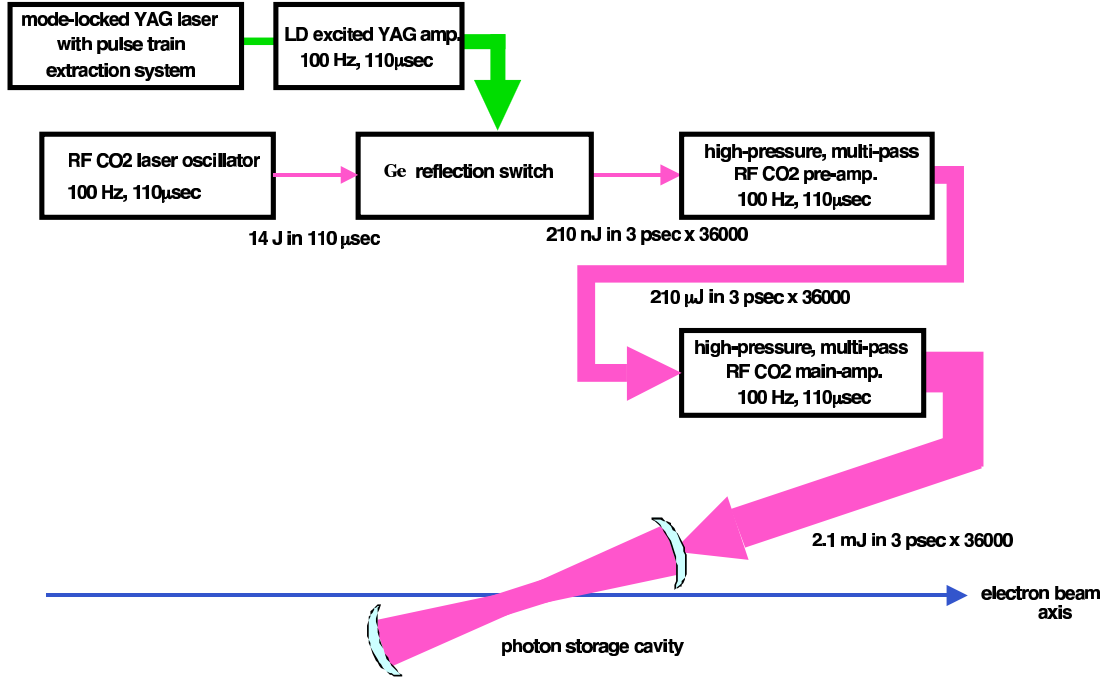 mode-locked YAG laser
with pulse train
extraction system
LD excited YAG amp.
100 Hz, 110μsec
RF CO2 laser oscillator
100 Hz, 110μsec
Ge reflection switch
high-pressure, multi-pass
RF CO2 pre-amp.
100 Hz, 110μsec
14 J in 110 μsec
210 nJ in 3 psec x 36000
210 μJ in 3 psec x 36000
high-pressure, multi-pass
RF CO2 main-amp.
100 Hz, 110μsec
2.1 mJ in 3 psec x 36000
electron beam
axis
photon storage cavity